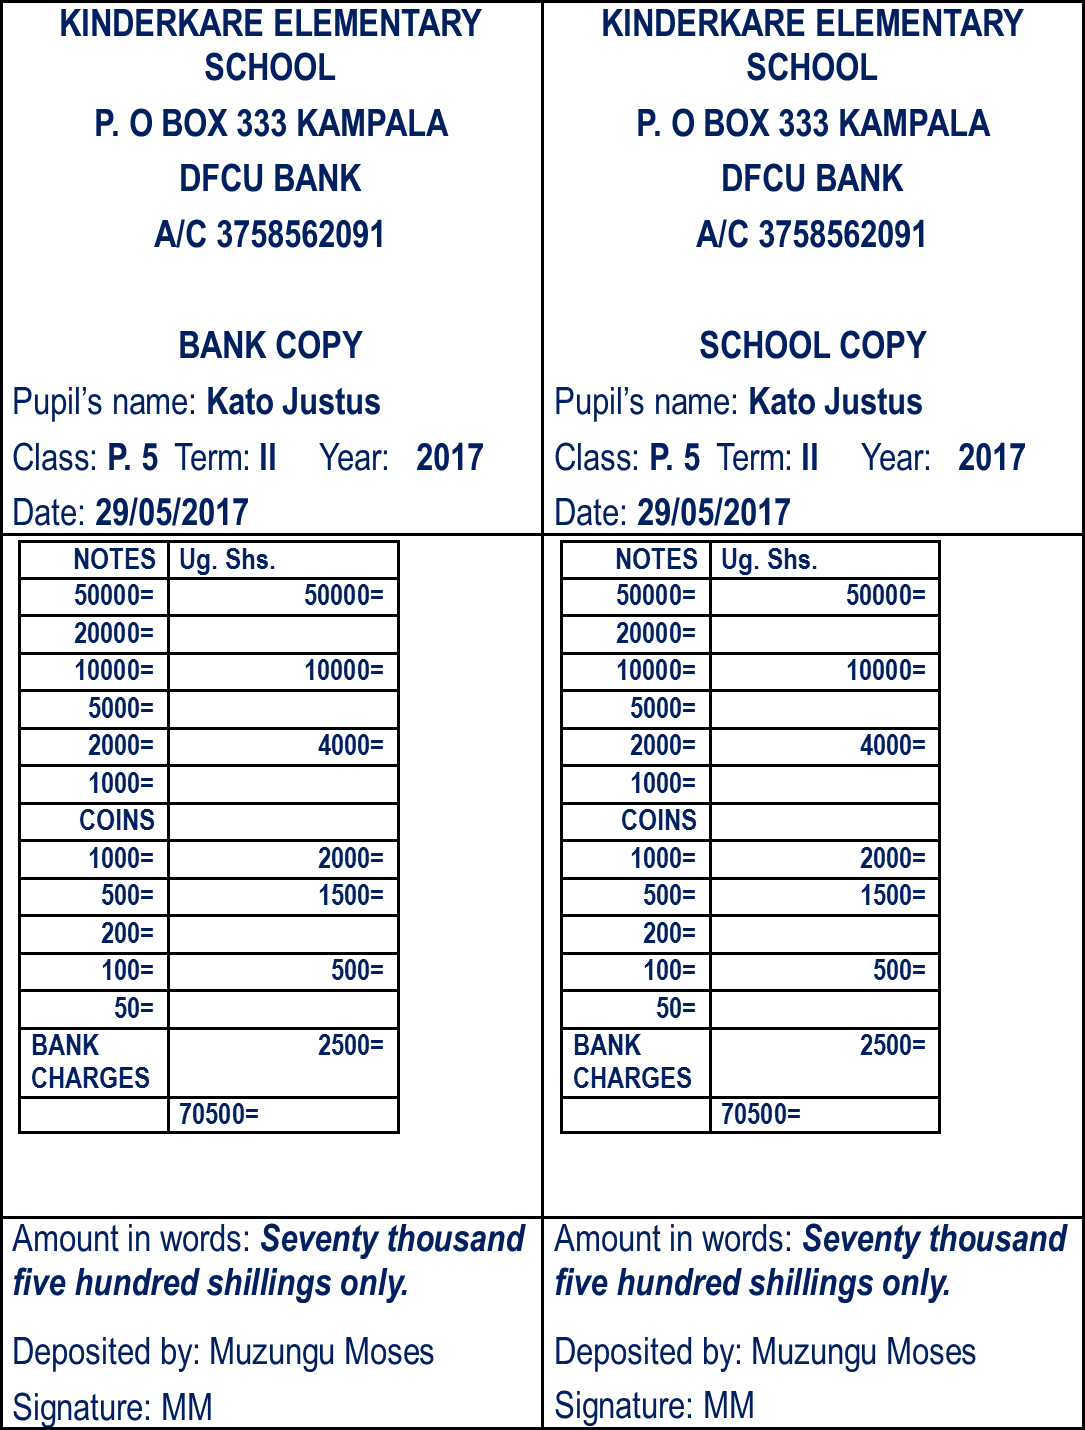 KINDERKARE ELEMENTARY
SCHOOL
P. O BOX 333 KAMPALA
DFCU BANK
A/C 3758562091
BANK COPY
Pupil’s name: Kato Justus
Class: P. 5 Term: II Year: 2017
Date: 29/05/2017
NOTES Ug. Shs.
50000= 50000=
20000=
10000= 10000=
5000=
2000= 4000=
1000=
COINS
1000= 2000=
500= 1500=
200=
100= 500=
50=
BANK 2500=
CHARGES
70500=
Amount in words: Seventy thousand
five hundred shillings only.
Deposited by: Muzungu Moses
Signature: MM
KINDERKARE ELEMENTARY
SCHOOL
P. O BOX 333 KAMPALA
DFCU BANK
A/C 3758562091
SCHOOL COPY
Pupil’s name: Kato Justus
Class: P. 5 Term: II Year: 2017
Date: 29/05/2017
NOTES Ug. Shs.
50000= 50000=
20000=
10000= 10000=
5000=
2000= 4000=
1000=
COINS
1000= 2000=
500= 1500=
200=
100= 500=
50=
BANK 2500=
CHARGES
70500=
Amount in words: Seventy thousand
five hundred shillings only.
Deposited by: Muzungu Moses
Signature: MM